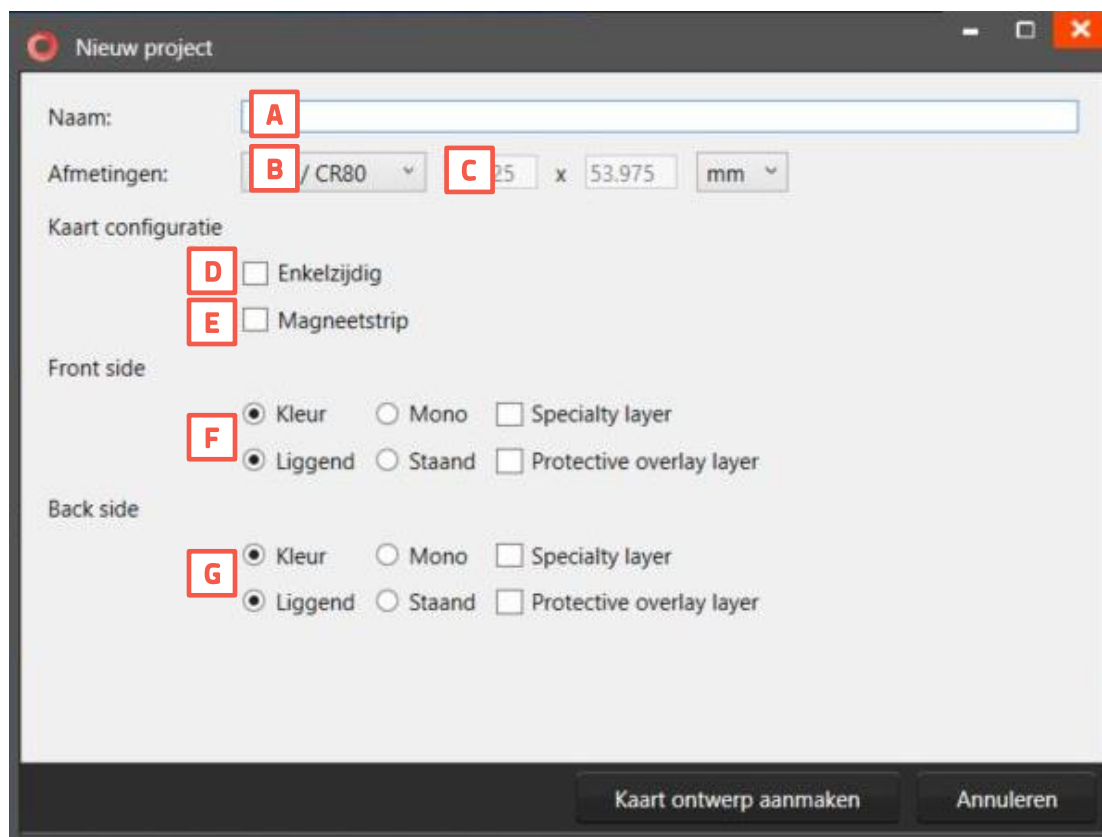 Nieuw project
Naam: A
Afmetingen: B / CR80 C 25 x 53.975 mm
Kaart configuratie
D Enkelzijdig
E Magneetstrip
Front side
Kleur Mono Specialty layer
F
Liggend Staand Protective overlay layer
Back side
Kleur Mono Specialty layer
G
Liggend Staand Protective overlay layer
Kaart ontwerp aanmaken Annuleren